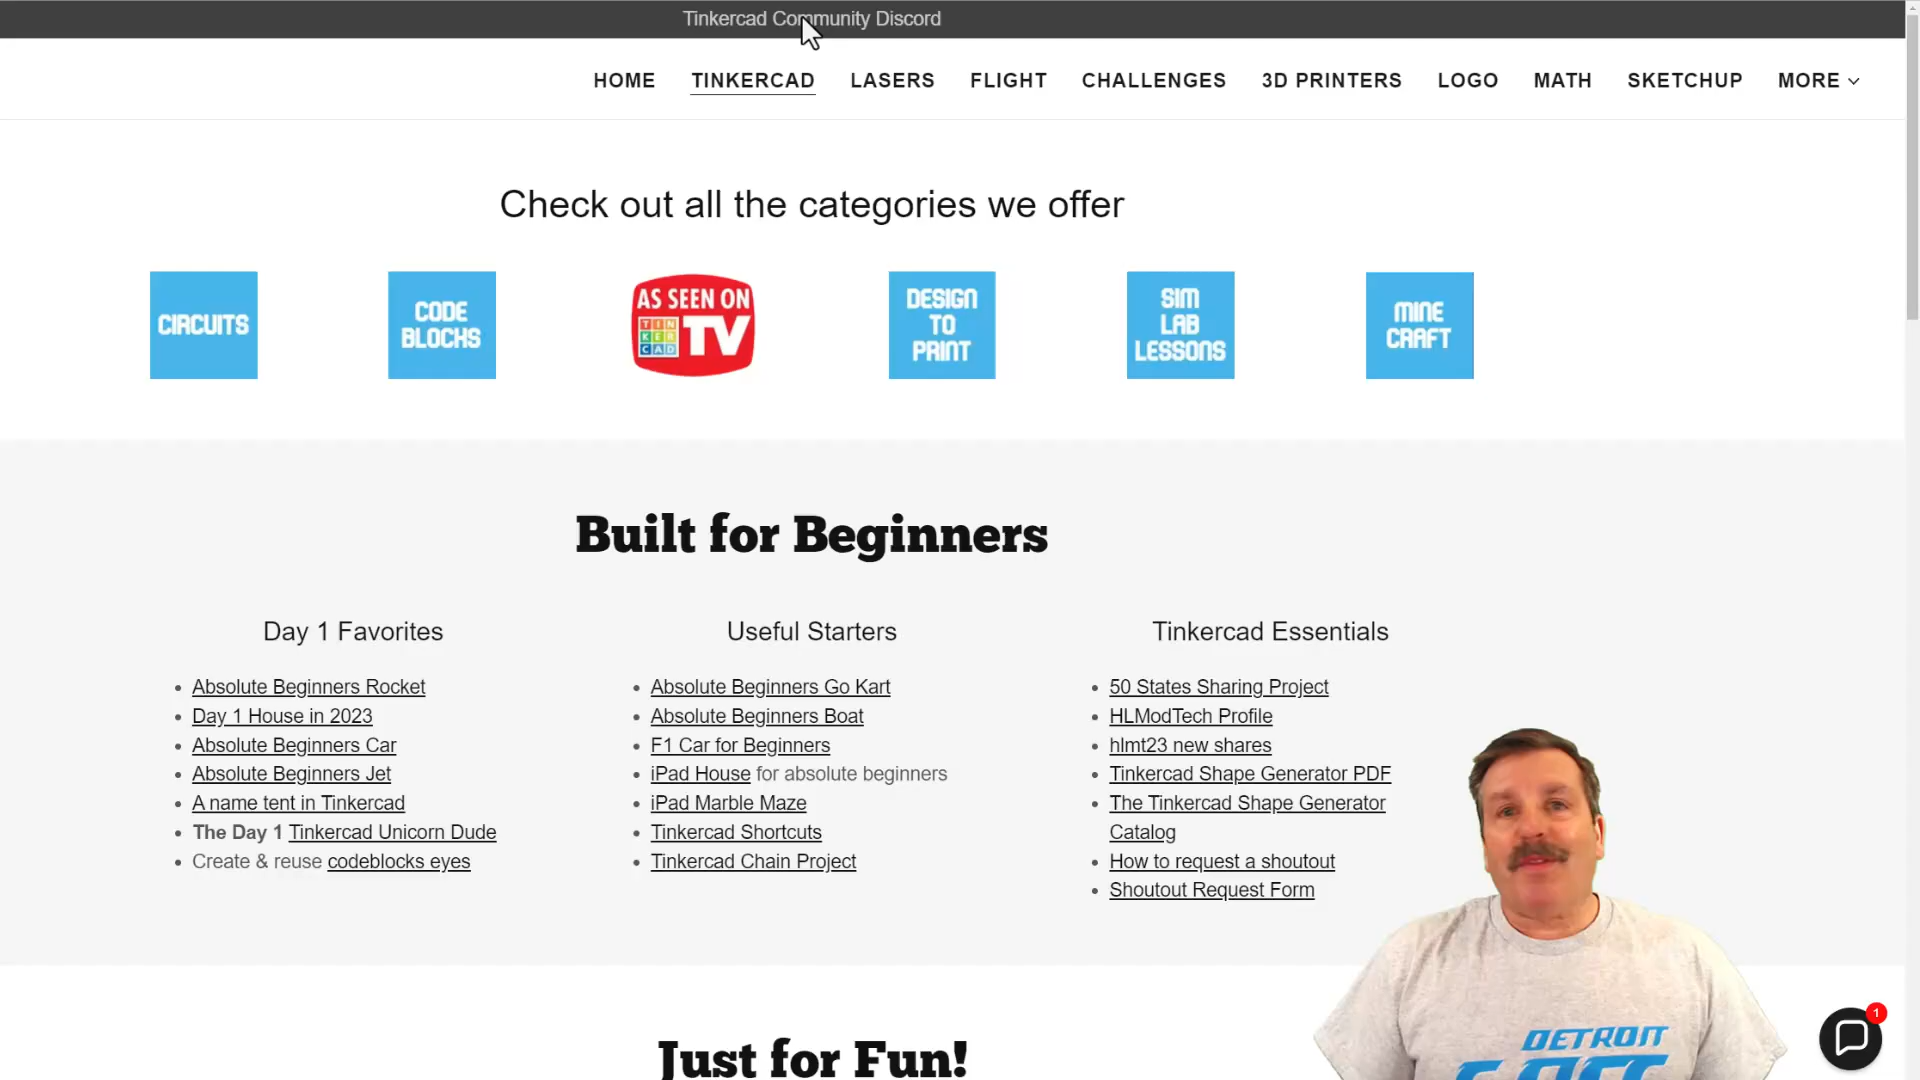 Tinkercad Community Discord
HOME TINKERCAD LASERS FLIGHT CHALLENGES 3D PRINTERS LOGO MATH SKETCHUP MORE
Check out all the categories we offer
CIRCUITS
CODE
BLOCKS
AS SEEN ON
TIN
KER
CAD
TV
DESIGN
TO
PRINT
SIM
LAB
LESSONS
MINE
CRAFT
Built for Beginners
Day 1 Favorites
Absolute Beginners Rocket
Day 1 House in 2023
Absolute Beginners Car
Absolute Beginners Jet
A name tent in Tinkercad
The Day 1 Tinkercad Unicorn Dude
Create & reuse codeblocks eyes
Useful Starters
Absolute Beginners Go Kart
Absolute Beginners Boat
F1 Car for Beginners
iPad House for absolute beginners
iPad Marble Maze
Tinkercad Shortcuts
Tinkercad Chain Project
Tinkercad Essentials
50 States Sharing Project
HLModTech Profile
hlmt23 new shares
Tinkercad Shape Generator PDF
The Tinkercad Shape Generator
Catalog
How to request a shoutout
Shoutout Request Form
Just for Fun!
DETROIT
1